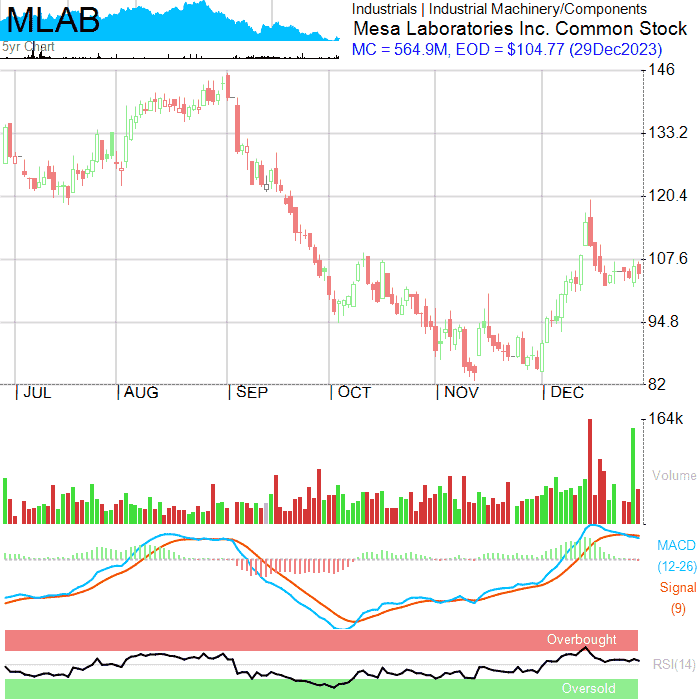 MLAB
5yr Chart
Industrials | Industrial Machinery/Components
Mesa Laboratories Inc. Common Stock
MC = 564.9M, EOD = $104.77 (29Dec2023)
146
133.2
120.4
107.6
94.8
82
JUL
AUG
SEP
OCT
NOV
DEC
164k
Volume
MACD
(12-26)
Signal
(9)
Overbought
RSI(14)
Oversold